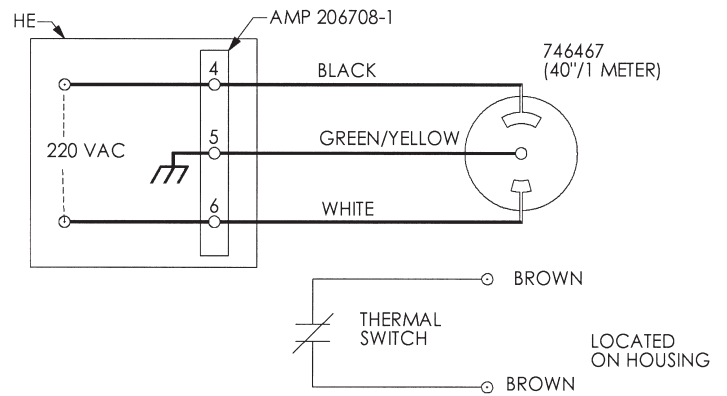 HE
AMP 206708-1
746467
(40"/1 METER)
4
BLACK
5
GREEN/YELLOW
220 VAC
6
WHITE
BROWN
THERMAL
SWITCH
LOCATED
ON HOUSING
BROWN